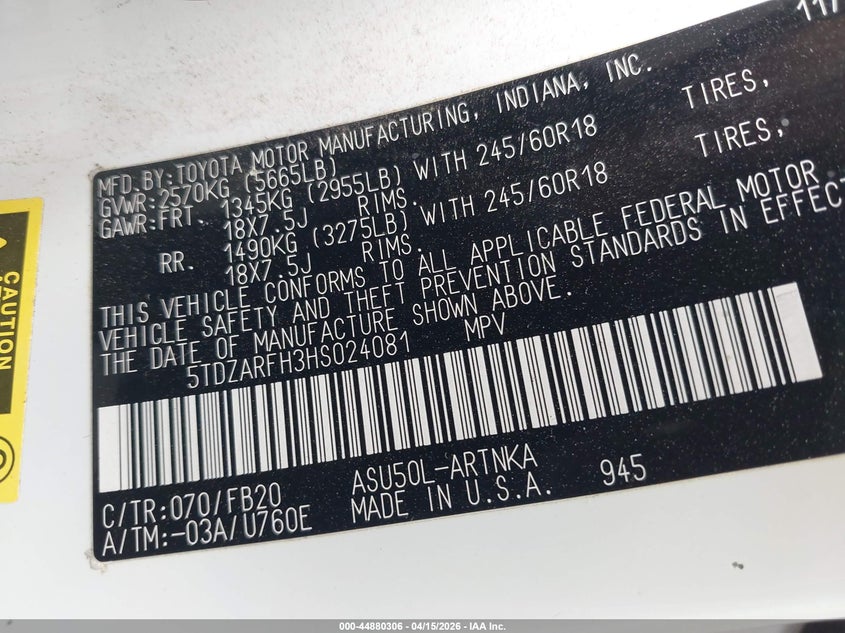 11/
MFD.BY:TOYOTA MOTOR MANUFACTURING, INDIANA, INC.
GVWR:2570KG (5665LB)
GAWR:FRT. 1345KG (2955LB) WITH 245/60R18 TIRES,
18X7.5J RIMS.
RR. 1490KG (3275LB) WITH 245/60R18 TIRES,
18X7.5J RIMS.
THIS VEHICLE CONFORMS TO ALL APPLICABLE FEDERAL MOTOR
VEHICLE SAFETY AND THEFT PREVENTION STANDARDS IN EFFECT
THE DATE OF MANUFACTURE SHOWN ABOVE.
5TDZARFH3HS024081 MPV
C/TR:070/FB20 ASU50L-ARTNKA
A/TM:-03A/U760E MADE IN U.S.A. 945
CAUTION
000-44880306 - 04/15/2026 - IAA Inc.